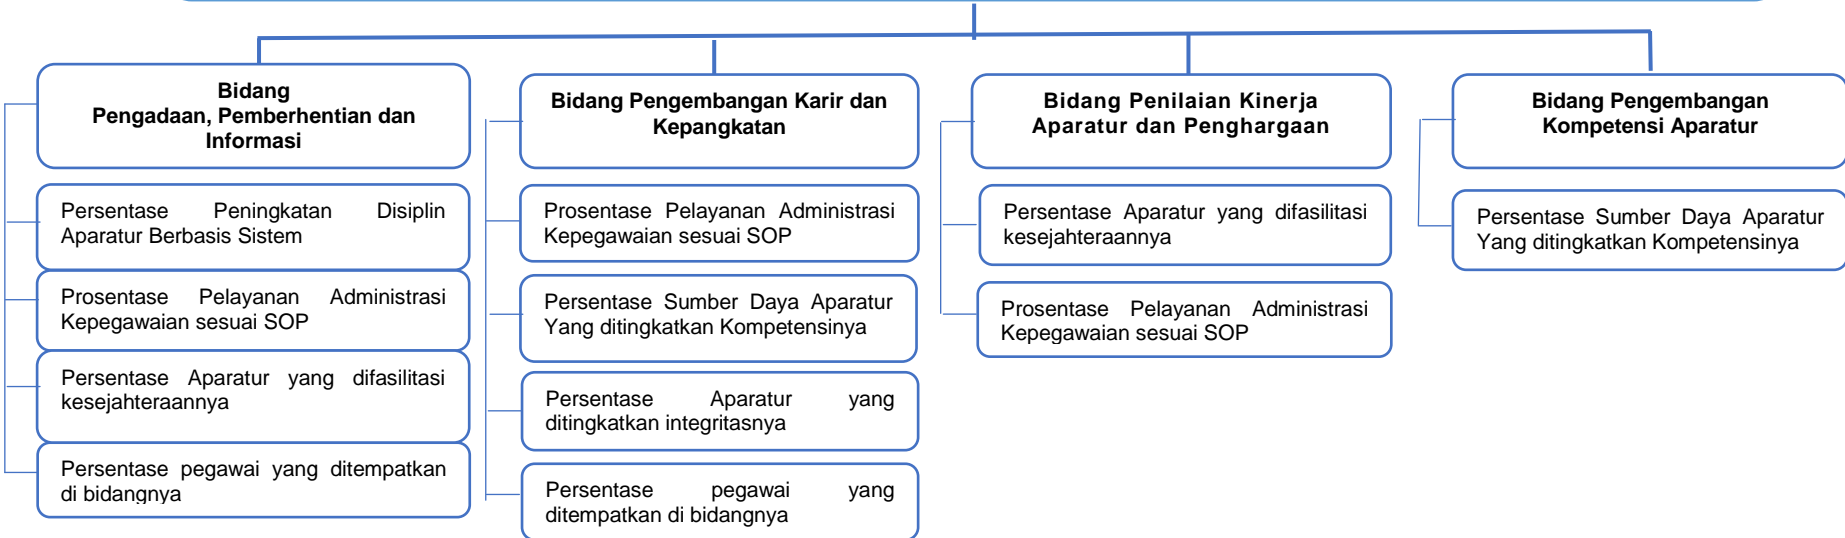 Bidang
Pengadaan, Pemberhentian dan
Informasi
Persentase Peningkatan Disiplin
Aparatur Berbasis Sistem
Prosentase Pelayanan Administrasi
Kepegawaian sesuai SOP
Persentase Aparatur yang difasilitasi
kesejahteraannya
Persentase pegawai yang ditempatkan
di bidangnya
Bidang Pengembangan Karir dan
Kepangkatan
Prosentase Pelayanan Administrasi
Kepegawaian sesuai SOP
Persentase Sumber Daya Aparatur
Yang ditingkatkan Kompetensinya
Persentase Aparatur yang
ditingkatkan integritasnya
Persentase pegawai yang
ditempatkan di bidangnya
Bidang Penilaian Kinerja
Aparatur dan Penghargaan
Persentase Aparatur yang difasilitasi
kesejahteraannya
Prosentase Pelayanan Administrasi
Kepegawaian sesuai SOP
Bidang Pengembangan
Kompetensi Aparatur
Persentase Sumber Daya Aparatur
Yang ditingkatkan Kompetensinya